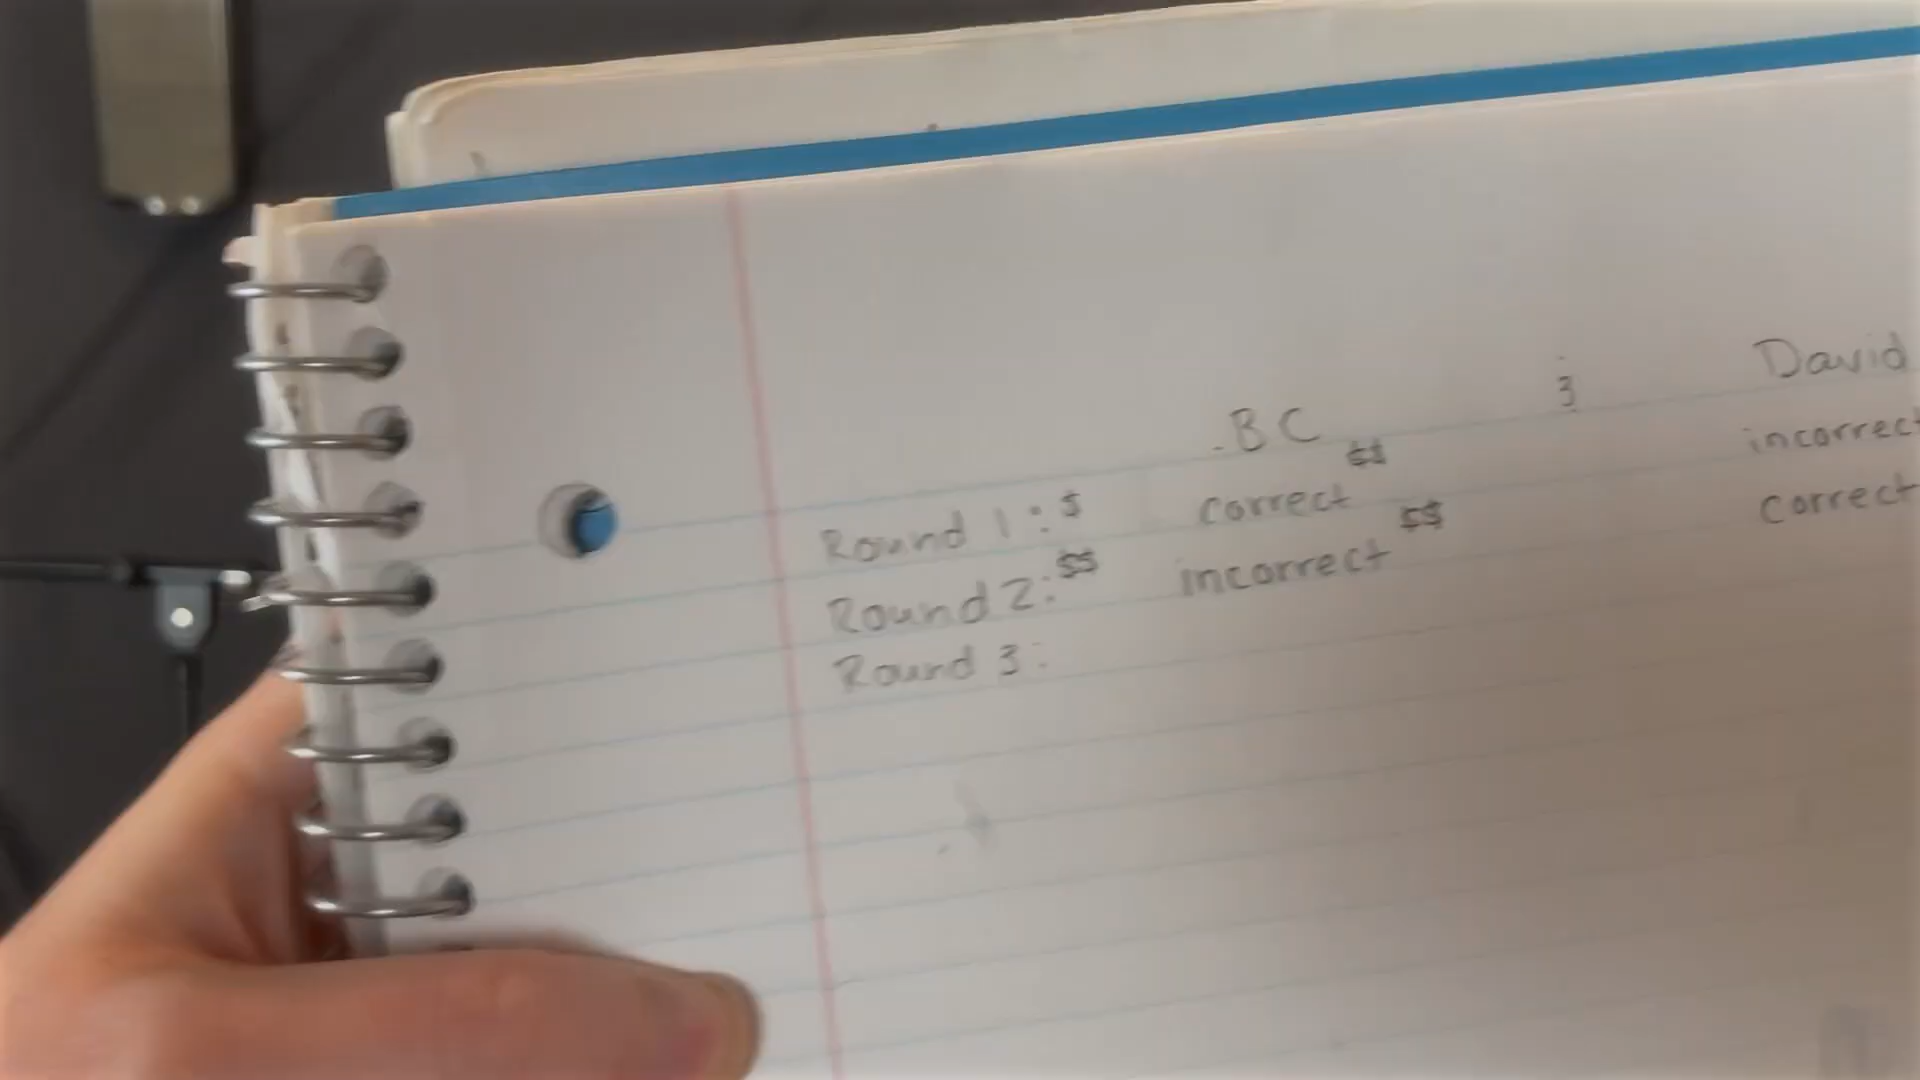 BC ; David
Round 1: $ correct $$ incorrect
Round 2: $$ incorrect $$ correct
Round 3: